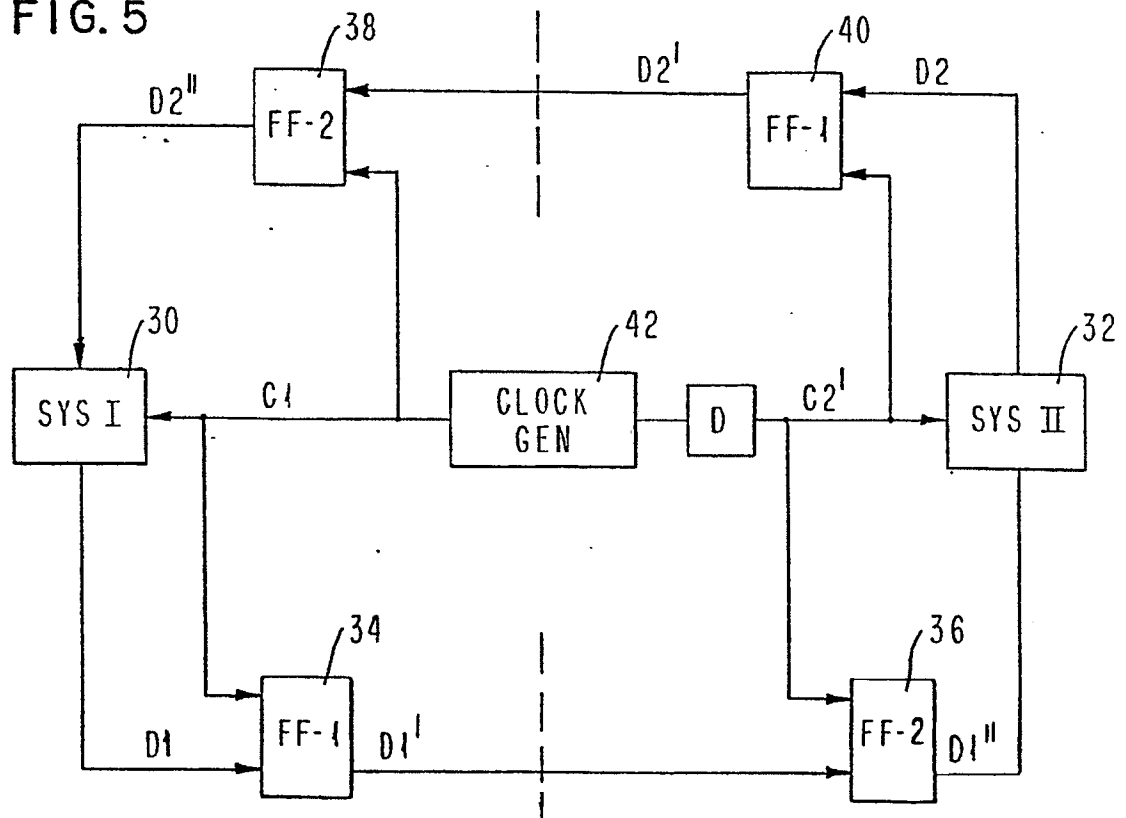 FIG. 5
38
40
D2''
FF-2
D2'
FF-1
D2
30
42
32
SYS I
C1
CLOCK
GEN
D
C2'
SYS II
34
36
D1
FF-1
D1'
FF-2
D1''